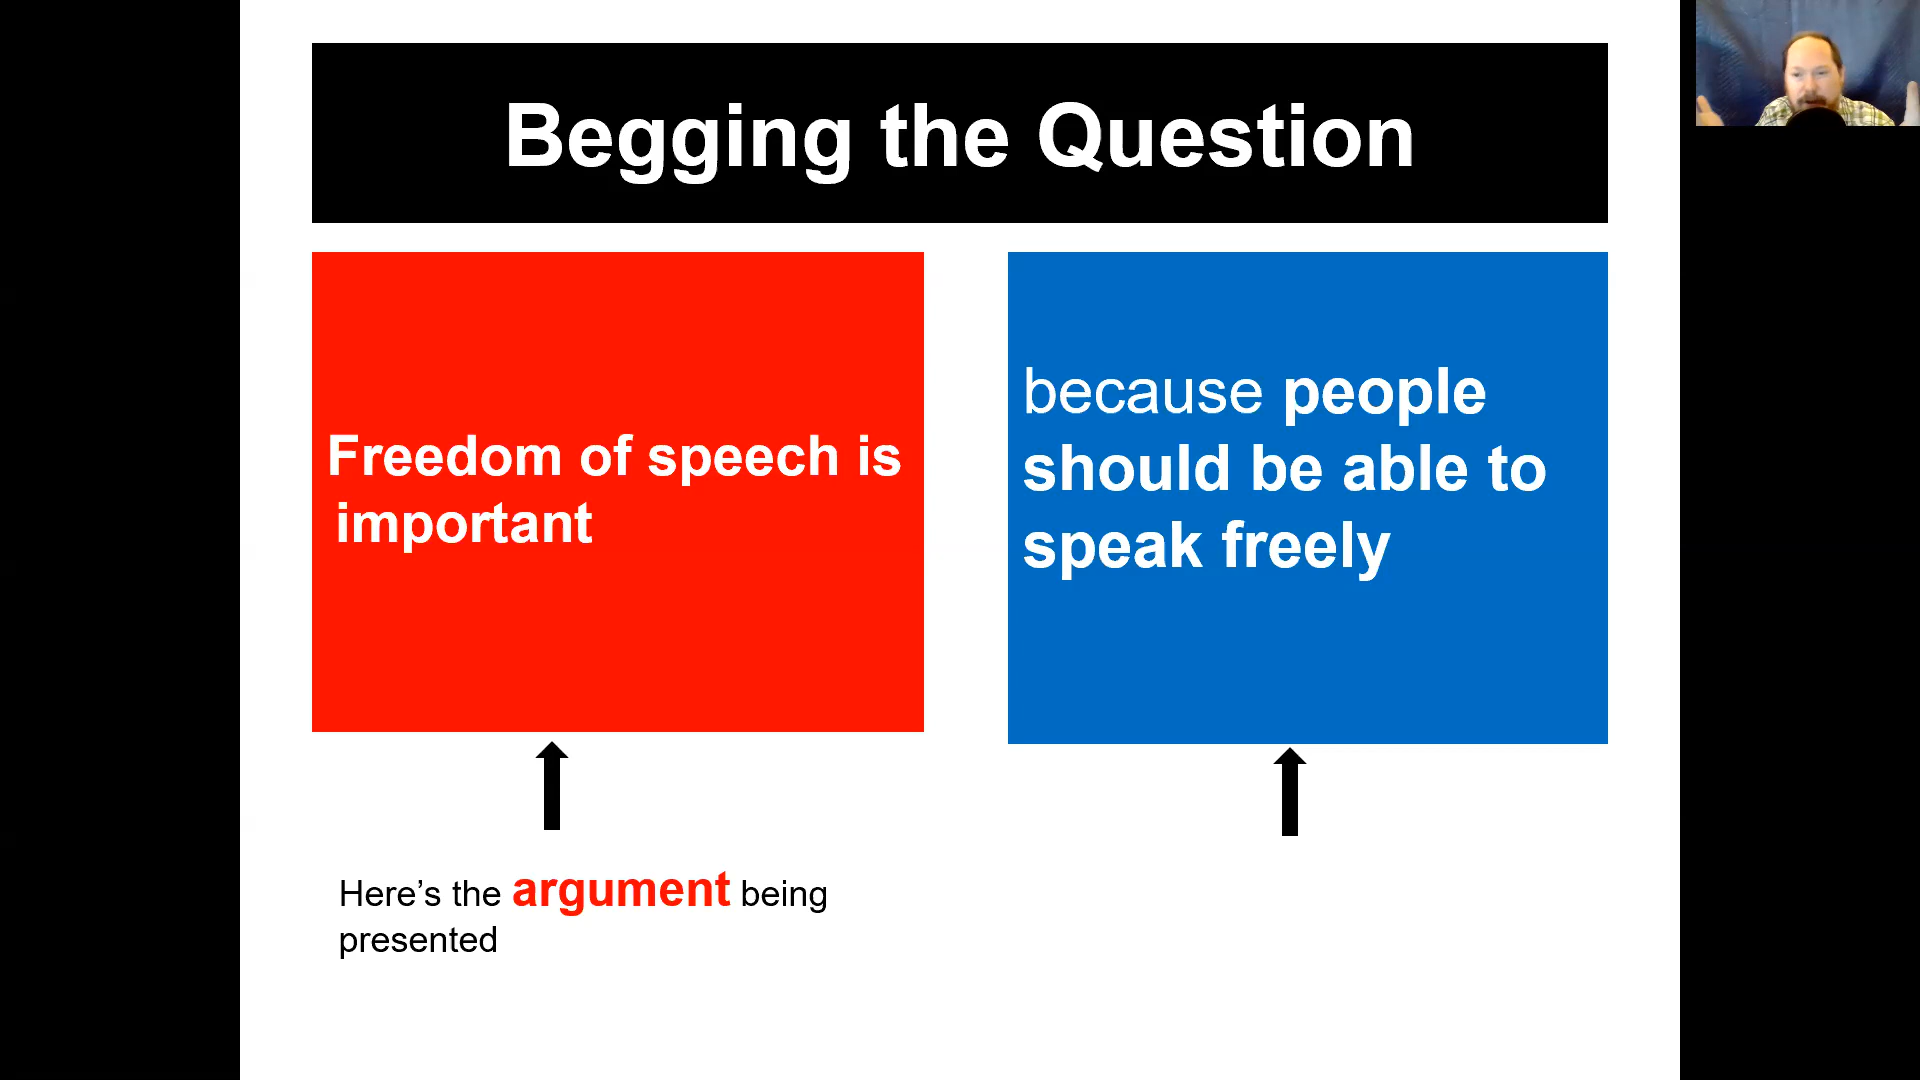 Begging the Question
Freedom of speech is
important
because people
should be able to
speak freely
Here’s the argument being
presented